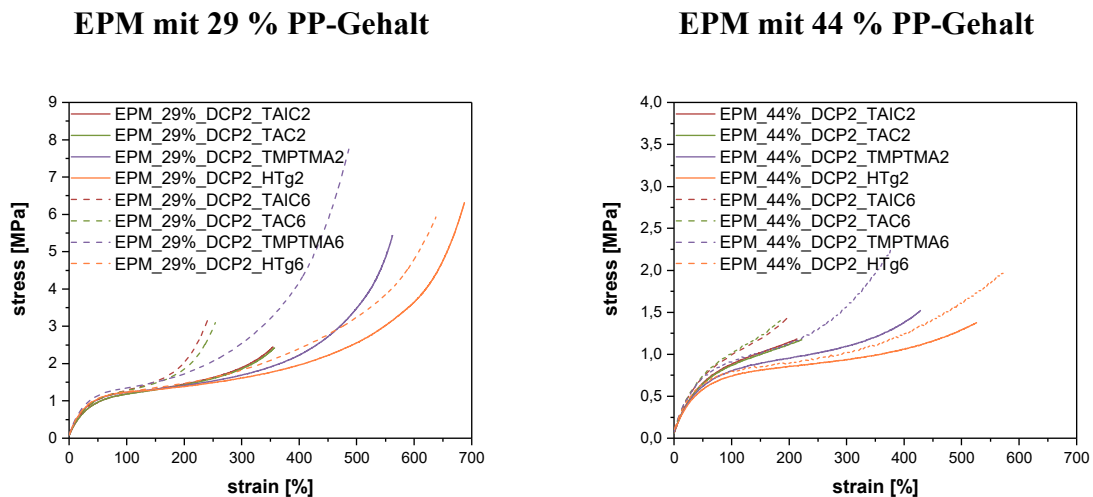 EPM mit 29 % PP-Gehalt
EPM mit 44 % PP-Gehalt
9
8
7
6
5
4
3
2
1
0
stress [MPa]
EPM_29%_DCP2_TAIC2
EPM_29%_DCP2_TAC2
EPM_29%_DCP2_TMPTMA2
EPM_29%_DCP2_HTg2
EPM_29%_DCP2_TAIC6
EPM_29%_DCP2_TAC6
EPM_29%_DCP2_TMPTMA6
EPM_29%_DCP2_HTg6
0 100 200 300 400 500 600 700
strain [%]
4,0
3,5
3,0
2,5
2,0
1,5
1,0
0,5
0,0
stress [MPa]
EPM_44%_DCP2_TAIC2
EPM_44%_DCP2_TAC2
EPM_44%_DCP2_TMPTMA2
EPM_44%_DCP2_HTg2
EPM_44%_DCP2_TAIC6
EPM_44%_DCP2_TAC6
EPM_44%_DCP2_TMPTMA6
EPM_44%_DCP2_HTg6
0 100 200 300 400 500 600 700
strain [%]